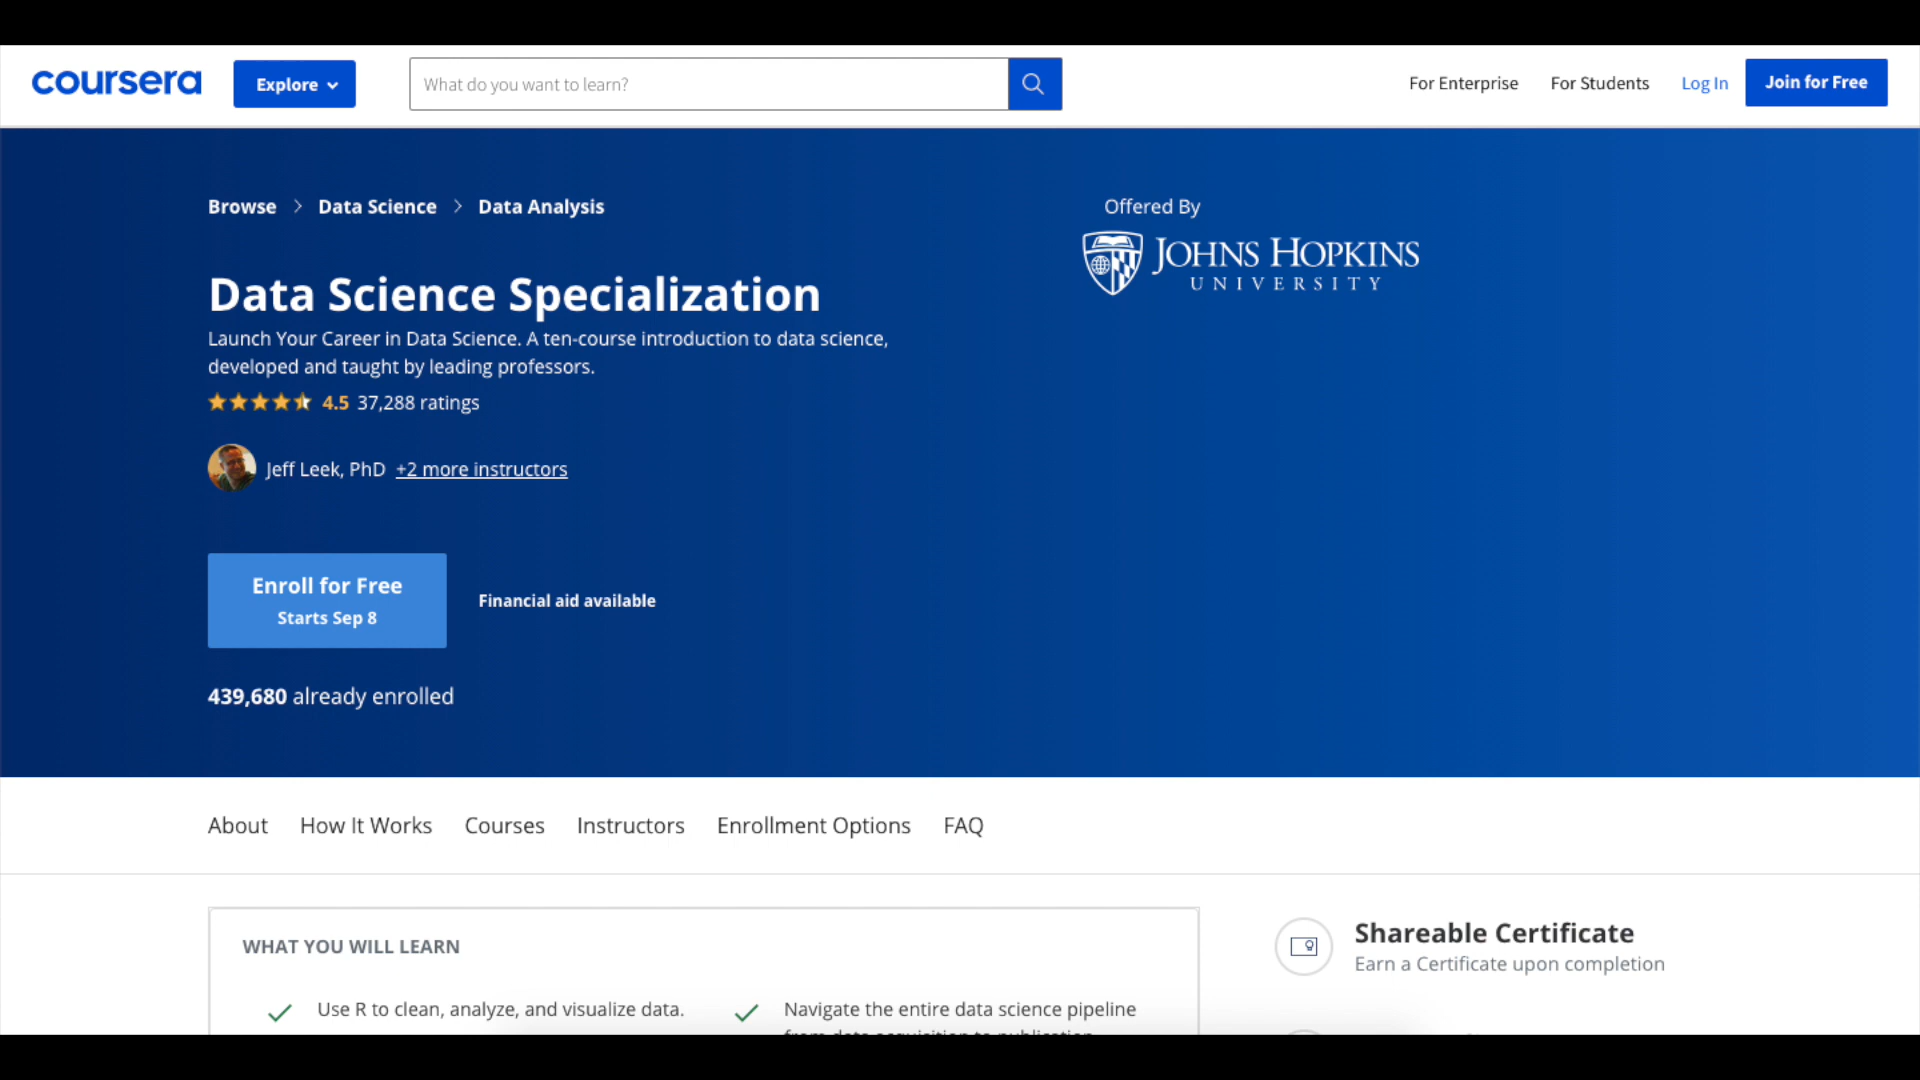 coursera
Explore
What do you want to learn?
For Enterprise
For Students
Log In
Join for Free
Browse > Data Science > Data Analysis
Offered By
JOHNS HOPKINS
UNIVERSITY
Data Science Specialization
Launch Your Career in Data Science. A ten-course introduction to data science,
developed and taught by leading professors.
4.5 37,288 ratings
Jeff Leek, PhD +2 more instructors
Enroll for Free
Starts Sep 8
Financial aid available
439,680 already enrolled
About
How It Works
Courses
Instructors
Enrollment Options
FAQ
WHAT YOU WILL LEARN
Use R to clean, analyze, and visualize data.
Navigate the entire data science pipeline
from data acquisition to publication.
Shareable Certificate
Earn a Certificate upon completion